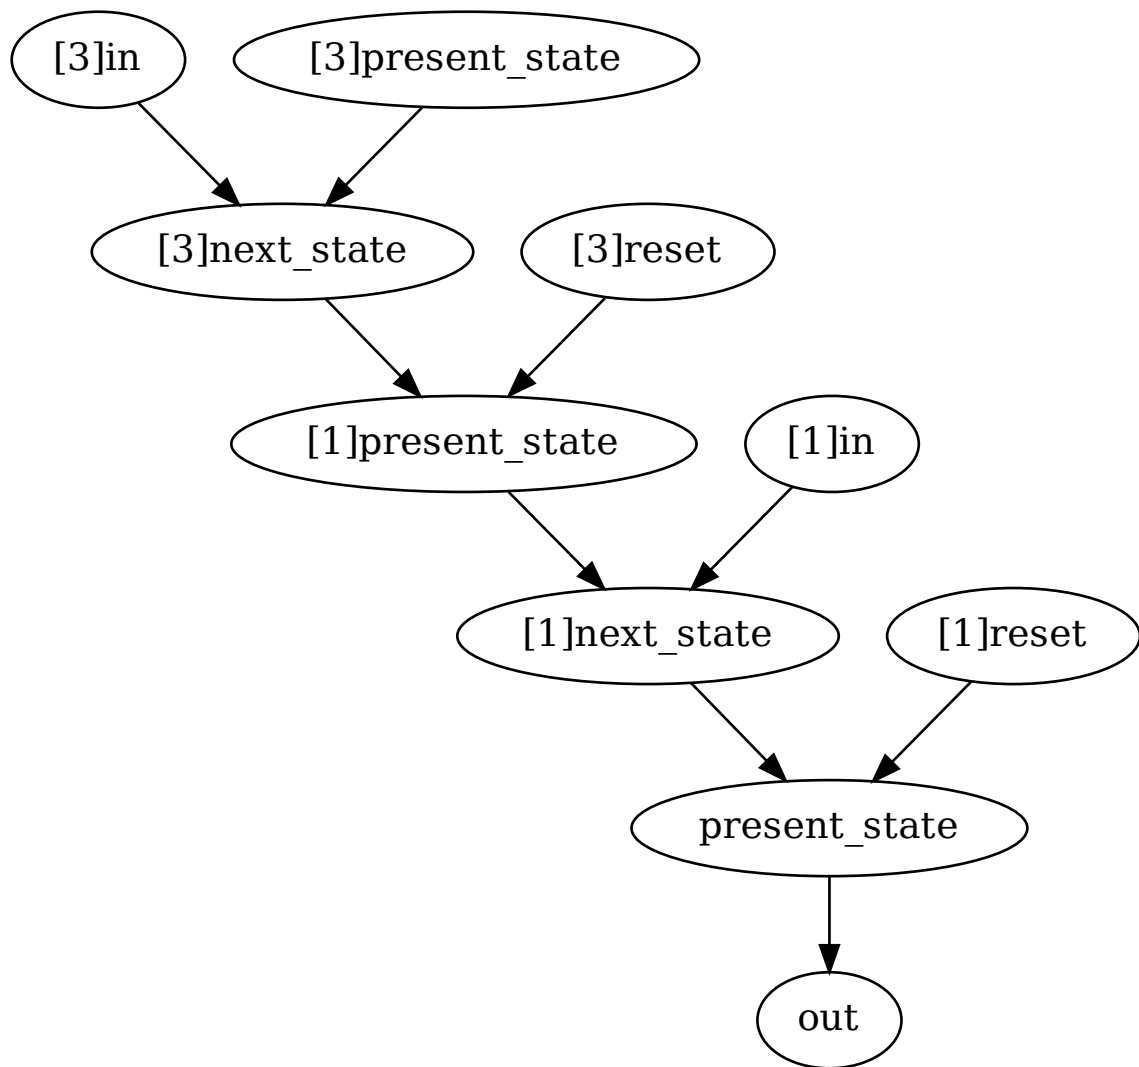 [3]in
[3]present_state
[3]next_state
[3]reset
[1]present_state
[1]in
[1]next_state
[1]reset
present_state
out